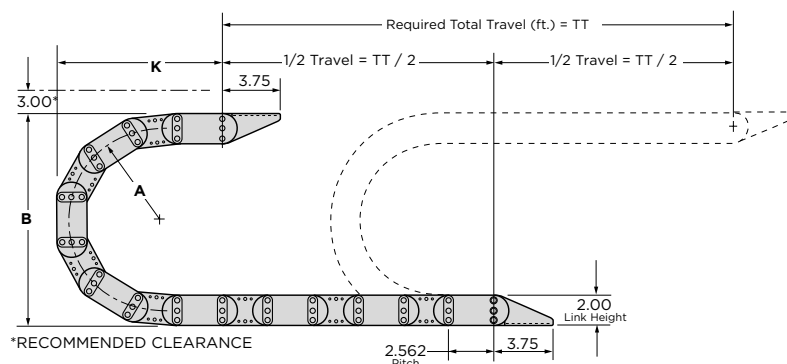 Required Total Travel (ft.) = TT
K
1/2 Travel = TT / 2
1/2 Travel = TT / 2
3.75
3.00*
A
B
2.00
Link Height
*RECOMMENDED CLEARANCE
2.562
Pitch
3.75